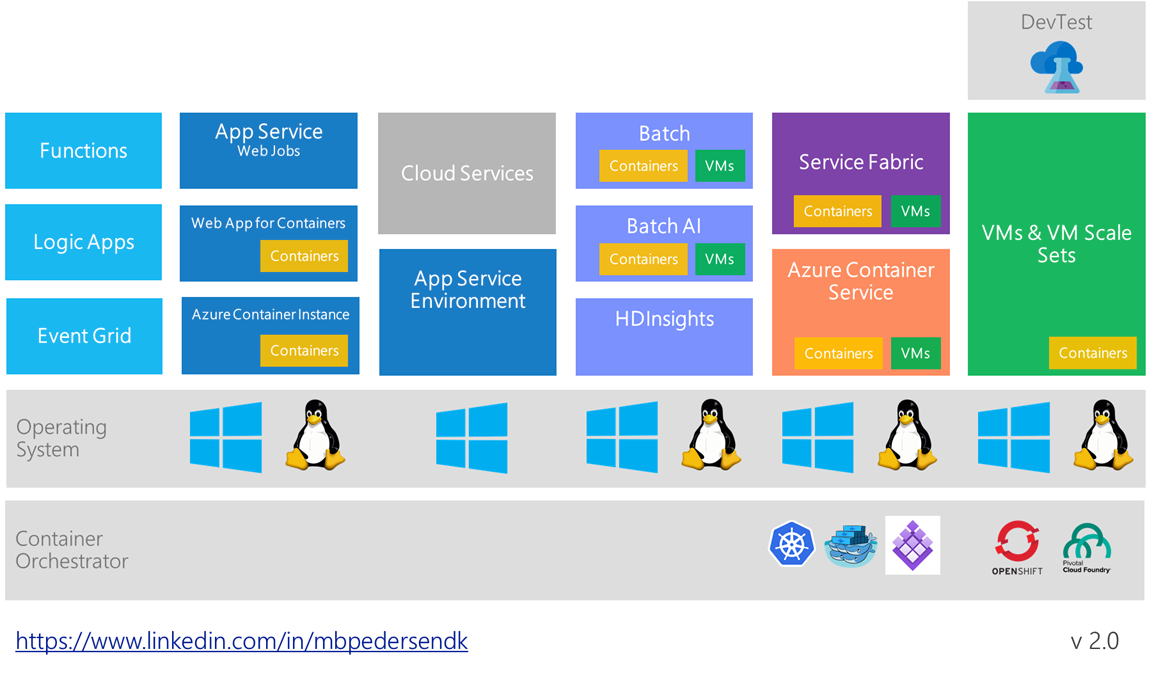 DevTest
Functions
Logic Apps
Event Grid
App Service
Web Jobs
Web App for Containers
Containers
Azure Container Instance
Containers
Cloud Services
App Service
Environment
Batch
Containers
VMs
Batch AI
Containers
VMs
HDInsights
Service Fabric
Containers
VMs
Azure Container
Service
Containers
VMs
VMs & VM Scale
Sets
Containers
Operating
System
Container
Orchestrator
OPENSHIFT
Pivotal
Cloud Foundry
https://www.linkedin.com/in/mbpedersendk
v 2.0